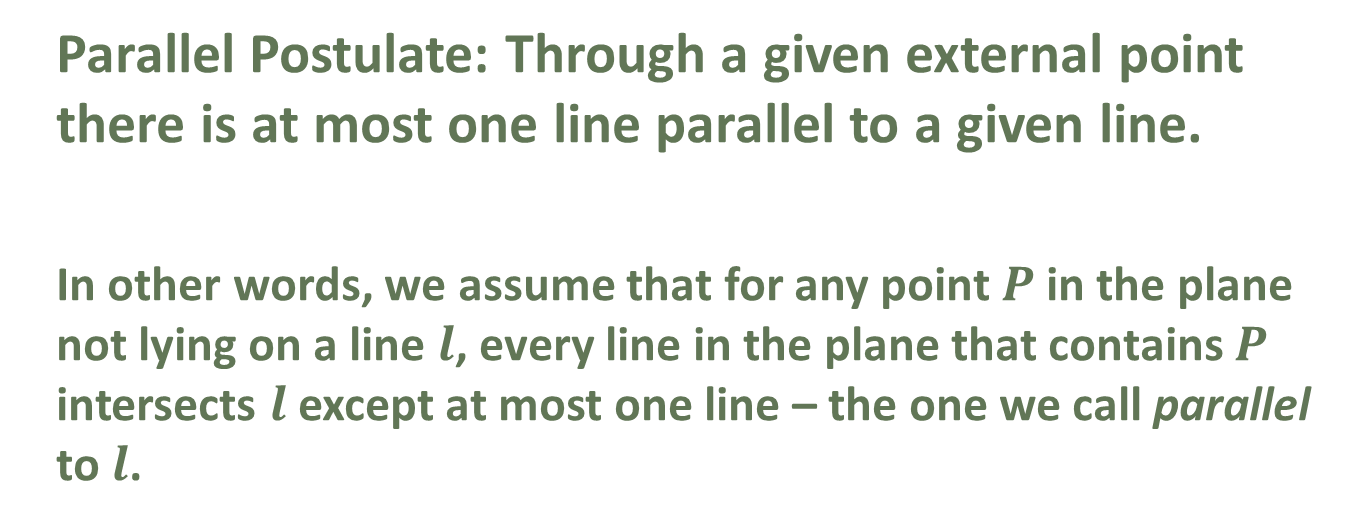 Parallel Postulate: Through a given external point
there is at most one line parallel to a given line.
In other words, we assume that for any point P in the plane
not lying on a line l, every line in the plane that contains P
intersects l except at most one line – the one we call parallel
to l.